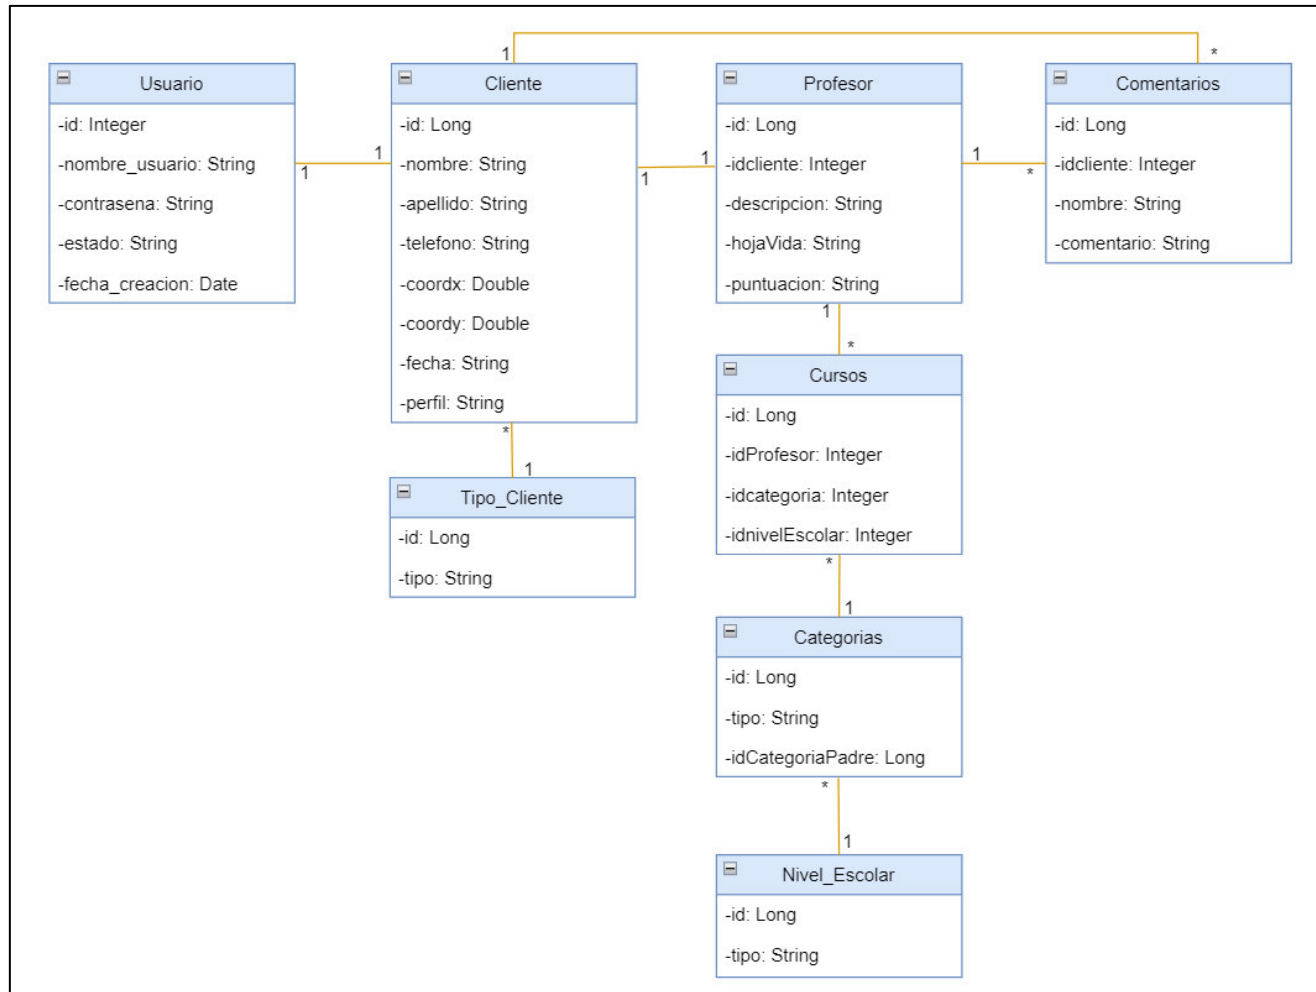 Usuario
-id: Integer
-nombre_usuario: String
-contrasena: String
-estado: String
-fecha_creacion: Date
1
1
Cliente
-id: Long
-nombre: String
-apellido: String
-telefono: String
-coordx: Double
-coordy: Double
-fecha: String
-perfil: String
1
*
1
1
*
1
Tipo_Cliente
-id: Long
-tipo: String
Profesor
-id: Long
-idcliente: Integer
-descripcion: String
-hojaVida: String
-puntuacion: String
1
*
Comentarios
-id: Long
-idcliente: Integer
-nombre: String
-comentario: String
1
*
Cursos
-id: Long
-idProfesor: Integer
-idcategoria: Integer
-idnivelEscolar: Integer
*
1
Categorias
-id: Long
-tipo: String
-idCategoriaPadre: Long
*
1
Nivel_Escolar
-id: Long
-tipo: String